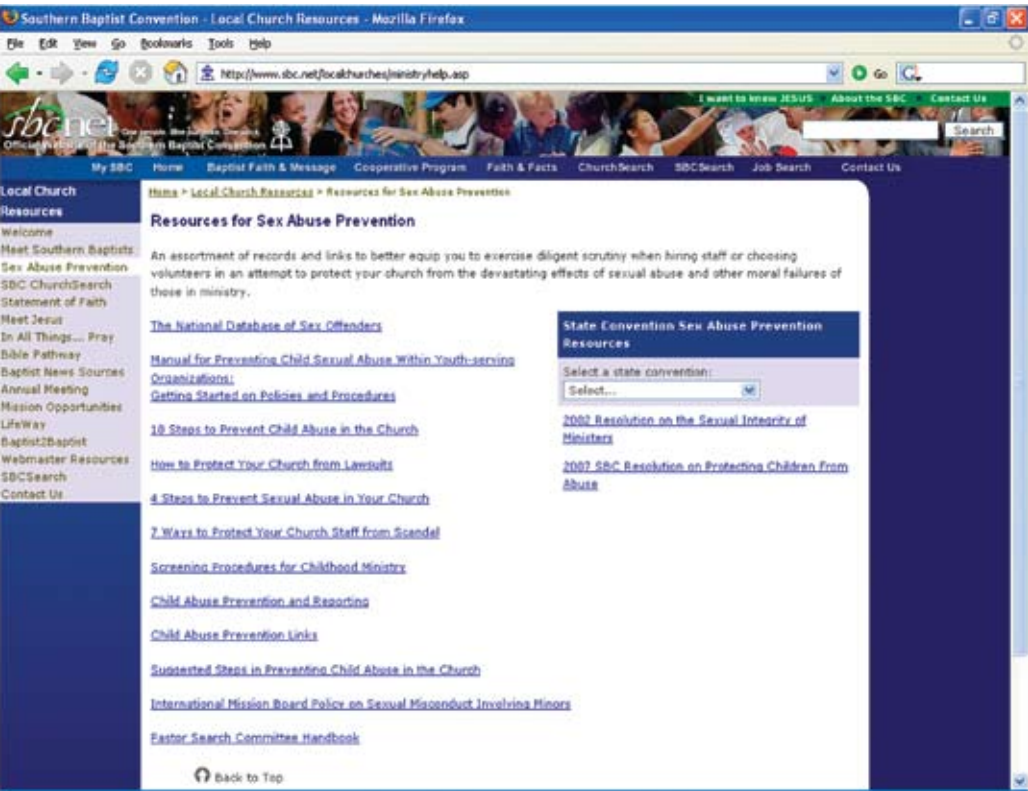 Southern Baptist Convention - Local Church Resources - Mozilla Firefox
File Edit View Go Bookmarks Tools Help
http://www.sbc.net/localchurches/ministryhelp.asp Go
I want to know JESUS About the SBC Contact Us
sbcnet
Official Website of the Southern Baptist Convention
Search
My SBC Home Baptist Faith & Message Cooperative Program Faith & Facts ChurchSearch SBCSearch Job Search Contact Us
Local Church
Resources
Welcome
Meet Southern Baptists
Sex Abuse Prevention
SBC ChurchSearch
Statement of Faith
Meet Jesus
In All Things... Pray
Bible Pathway
Baptist News Sources
Annual Meeting
Mission Opportunities
LifeWay
Baptist2Baptist
Webmaster Resources
SBCSearch
Contact Us
Home > Local Church Resources > Resources for Sex Abuse Prevention
Resources for Sex Abuse Prevention
An assortment of records and links to better equip you to exercise diligent scrutiny when hiring staff or choosing
volunteers in an attempt to protect your church from the devastating effects of sexual abuse and other moral failures of
those in ministry.
The National Database of Sex Offenders
Manual for Preventing Child Sexual Abuse Within Youth-serving
Organizations:
Getting Started on Policies and Procedures
10 Steps to Prevent Child Abuse in the Church
How to Protect Your Church from Lawsuits
4 Steps to Prevent Sexual Abuse in Your Church
7 Ways to Protect Your Church Staff from Scandal
Screening Procedures for Childhood Ministry
Child Abuse Prevention and Reporting
Child Abuse Prevention Links
Suggested Steps in Preventing Child Abuse in the Church
International Mission Board Policy on Sexual Misconduct Involving Minors
Pastor Search Committee Handbook
Back to Top
State Convention Sex Abuse Prevention
Resources
Select a state convention:
Select...
2002 Resolution on the Sexual Integrity of
Ministers
2007 SBC Resolution on Protecting Children From
Abuse